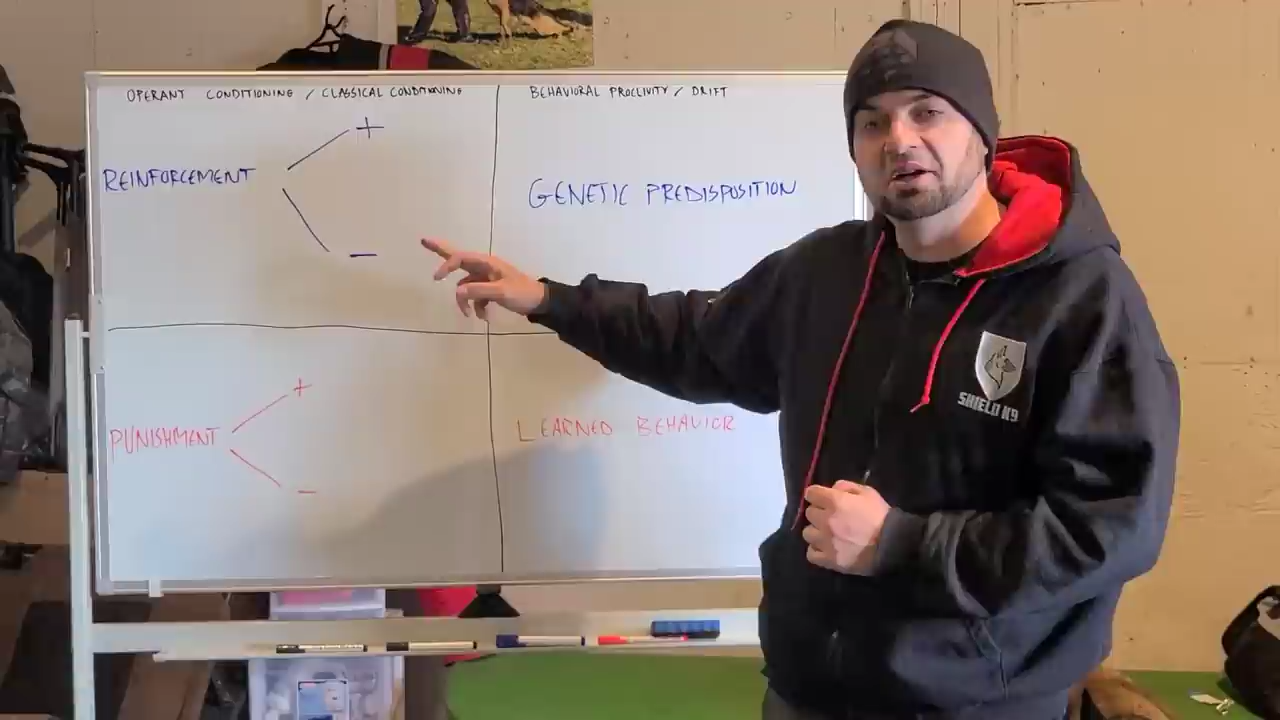 OPERANT CONDITIONING / CLASSICAL CONDITIONING
BEHAVIORAL PROCLIVITY / DRIFT
REINFORCEMENT
+
-
GENETIC PREDISPOSITION
PUNISHMENT
+
-
LEARNED BEHAVIOR
SHIELD K9